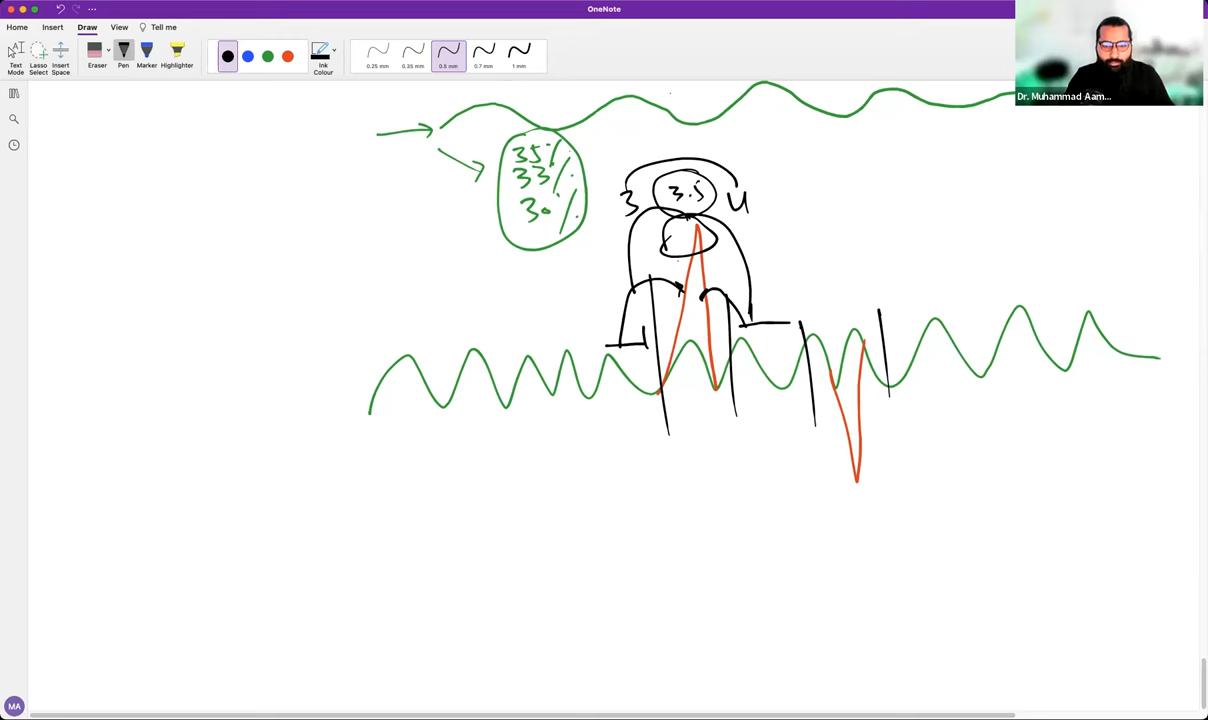 OneNote
Home Insert Draw View Tell me
Text Mode
Lasso Select
Insert Space
Eraser
Pen
Marker
Highlighter
Ink Colour
0.25 mm
0.35 mm
0.5 mm
0.7 mm
1 mm
Dr. Muhammad Aam...
35%
33%
30%
3 3.5 4
MA